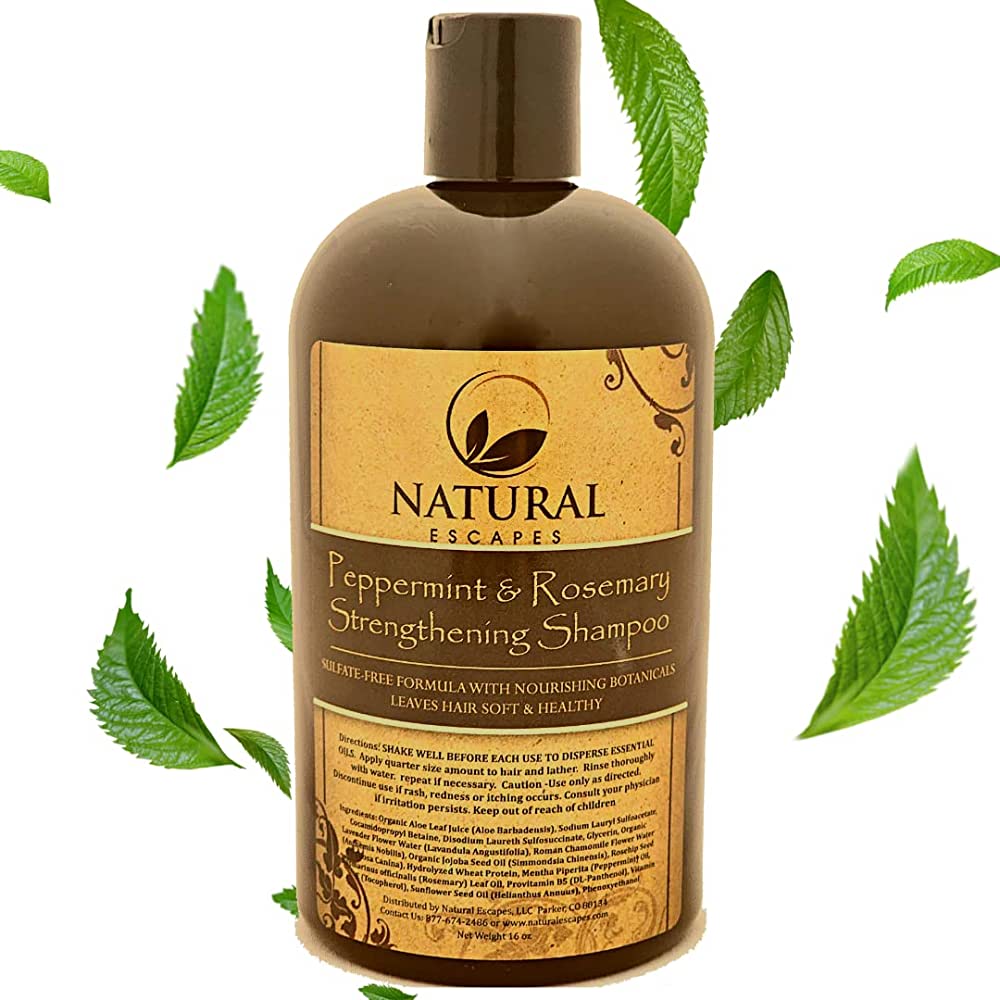 NATURAL
ESCAPES
Peppermint & Rosemary
Strengthening Shampoo
SULFATE-FREE FORMULA WITH NOURISHING BOTANICALS
LEAVES HAIR SOFT & HEALTHY
Directions: SHAKE WELL BEFORE EACH USE TO DISPERSE ESSENTIAL
OILS. Apply quarter size amount to hair and lather. Rinse thoroughly
with water. repeat if necessary. Caution -Use only as directed.
Discontinue use if rash, redness or itching occurs. Consult your physician
if irritation persists. Keep out of reach of children
Ingredients: Organic Aloe Leaf Juice (Aloe Barbadensis), Sodium Lauryl Sulfoacetate,
Cocamidopropyl Betaine, Disodium Laureth Sulfosuccinate, Glycerin, Organic
Lavender Flower Water (Lavandula Angustifolia), Roman Chamomile Flower Water
Nobilis), Organic Jojoba Seed Oil (Simmondsia Chinensis), Rosehip Seed
Canina), Hydrolyzed Wheat Protein, Mentha Piperita (Peppermint) Oil,
officinalis (Rosemary) Leaf Oil, Provitamin B5 (DL-Panthenol), Vitamin
(Tocopherol), Sunflower Seed Oil (Helianthus Annuus), Phenoxyethanol
Distributed by Natural Escapes, LLC Parker, CO 80134
Contact Us: 877-674-2486 or www.naturalescapes.com
Net Weight 16 oz